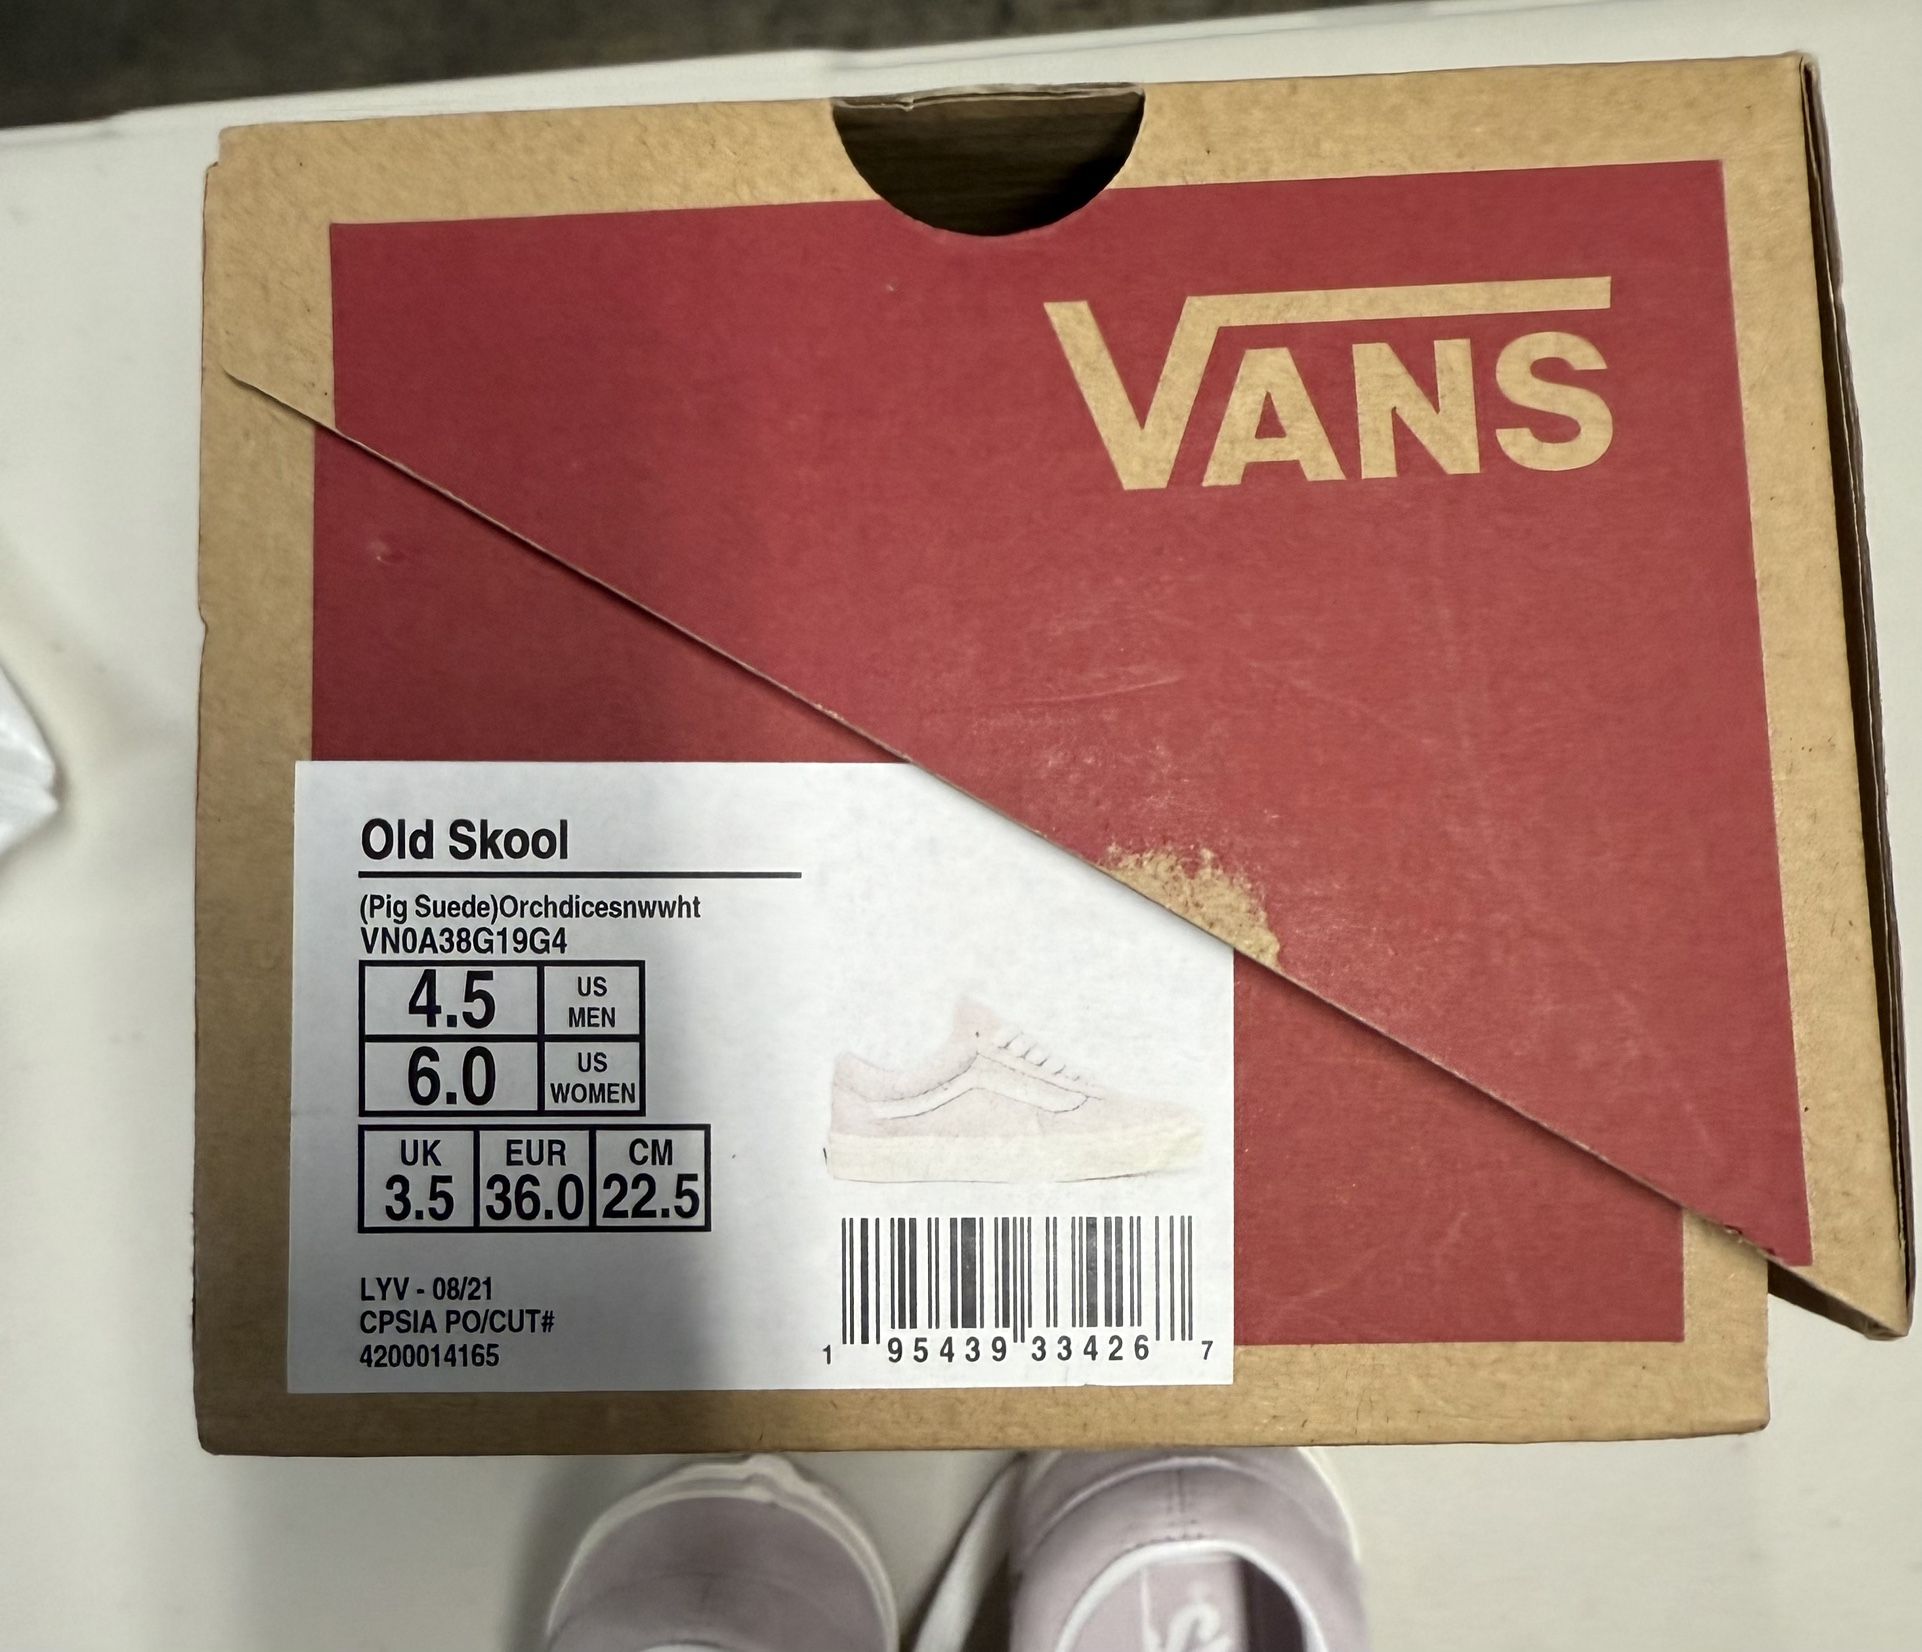 VANS
Old Skool
(Pig Suede)Orchdicesnwwht
VN0A38G19G4
4.5 US MEN
6.0 US WOMEN
UK EUR CM
3.5 36.0 22.5
LYV - 08/21
CPSIA PO/CUT#
4200014165
1 95439 33426 7